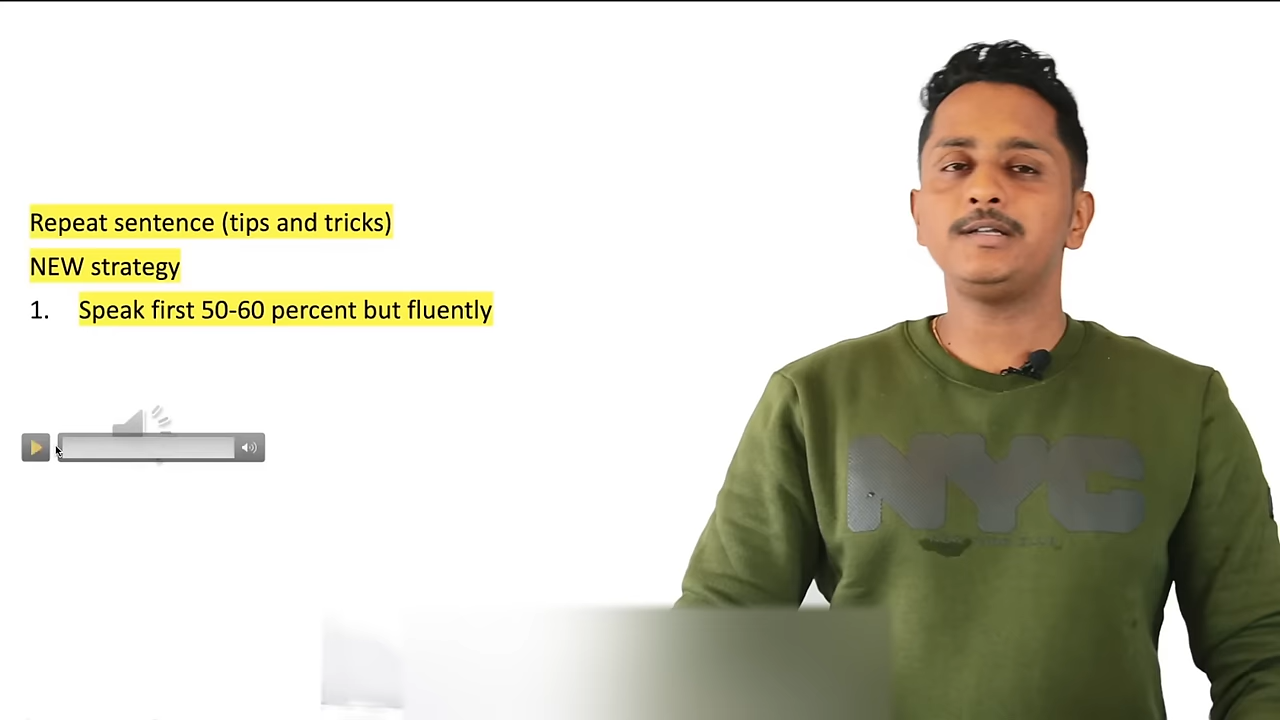 Repeat sentence (tips and tricks)
NEW strategy
1. Speak first 50-60 percent but fluently
NYC